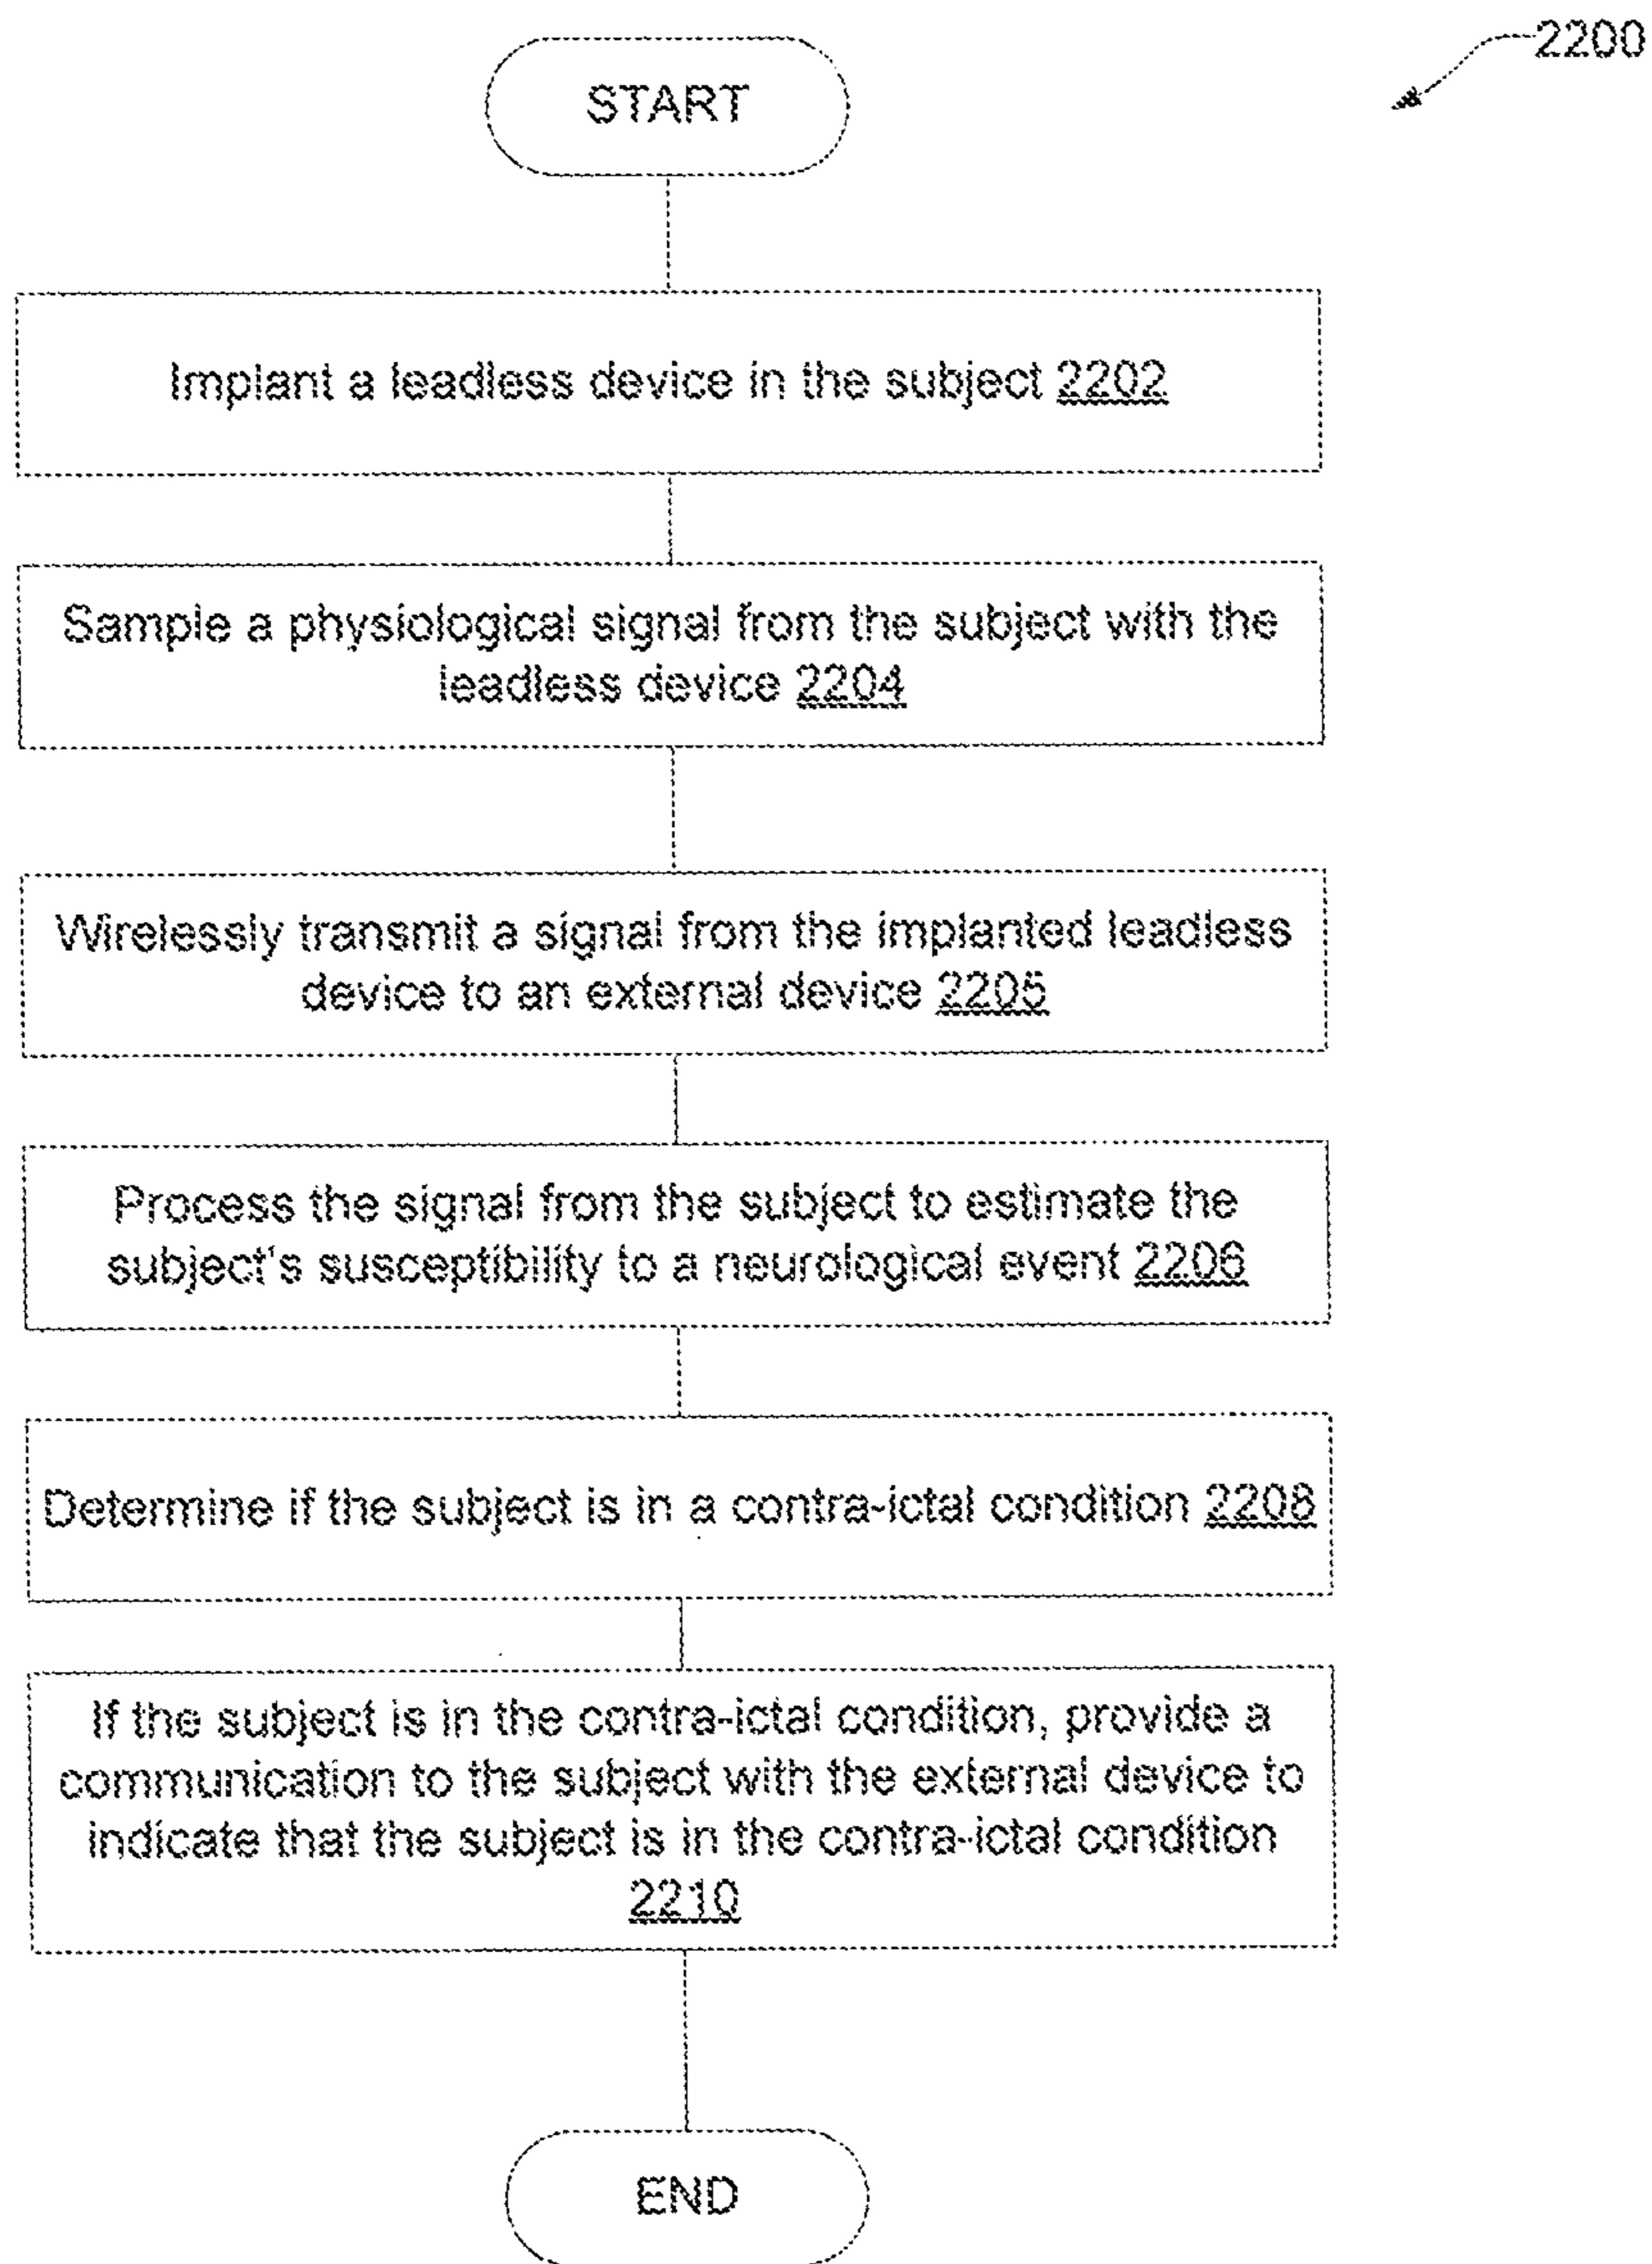 2200
START
Implant a leadless device in the subject 2202
Sample a physiological signal from the subject with the
leadless device 2204
Wirelessly transmit a signal from the implanted leadless
device to an external device 2205
Process the signal from the subject to estimate the
subject's susceptibility to a neurological event 2206
Determine if the subject is in a contra-ictal condition 2208
If the subject is in the contra-ictal condition, provide a
communication to the subject with the external device to
indicate that the subject is in the contra-ictal condition
2210
END